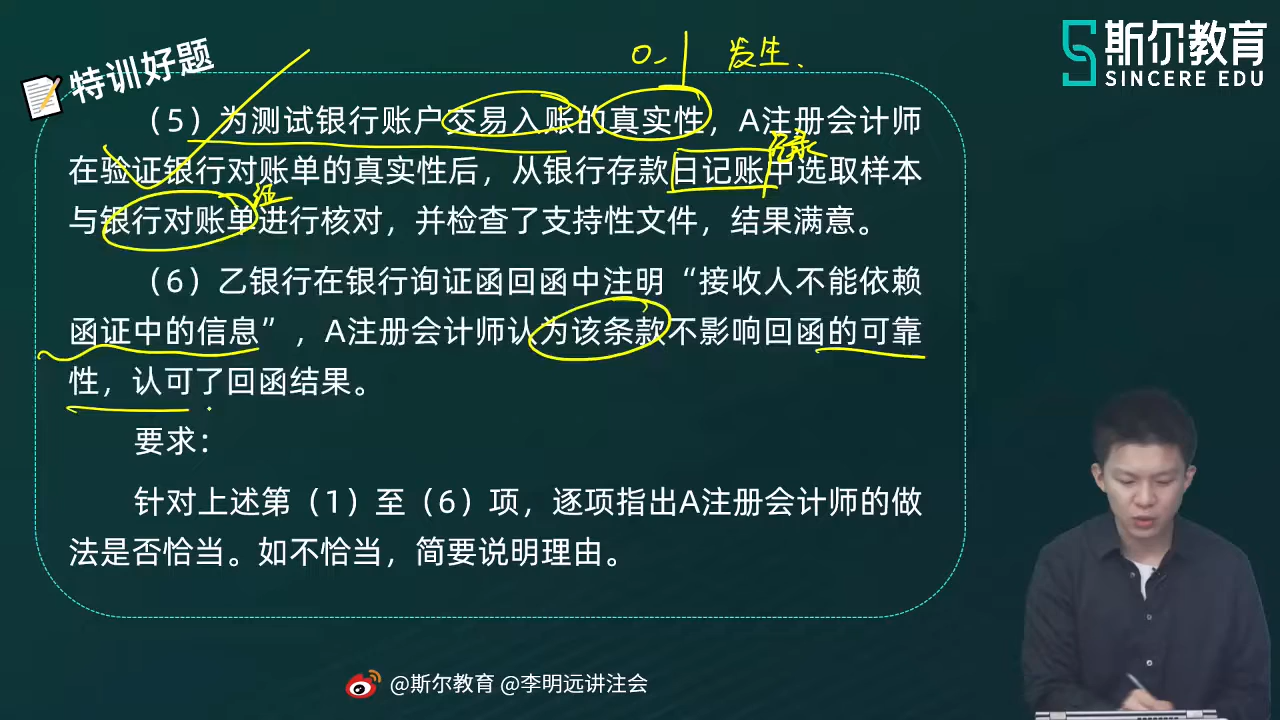 斯尔教育
SINCERE EDU
特训好题
0-1 发生、
（5）为测试银行账户交易入账的真实性，A注册会计师
在验证银行对账单的真实性后，从银行存款日记账中选取样本
记录
与银行对账单进行核对，并检查了支持性文件，结果满意。
证
（6）乙银行在银行询证函回函中注明“接收人不能依赖
函证中的信息”，A注册会计师认为该条款不影响回函的可靠
性，认可了回函结果。
要求：
针对上述第（1）至（6）项，逐项指出A注册会计师的做
法是否恰当。如不恰当，简要说明理由。
@斯尔教育 @李明远讲注会